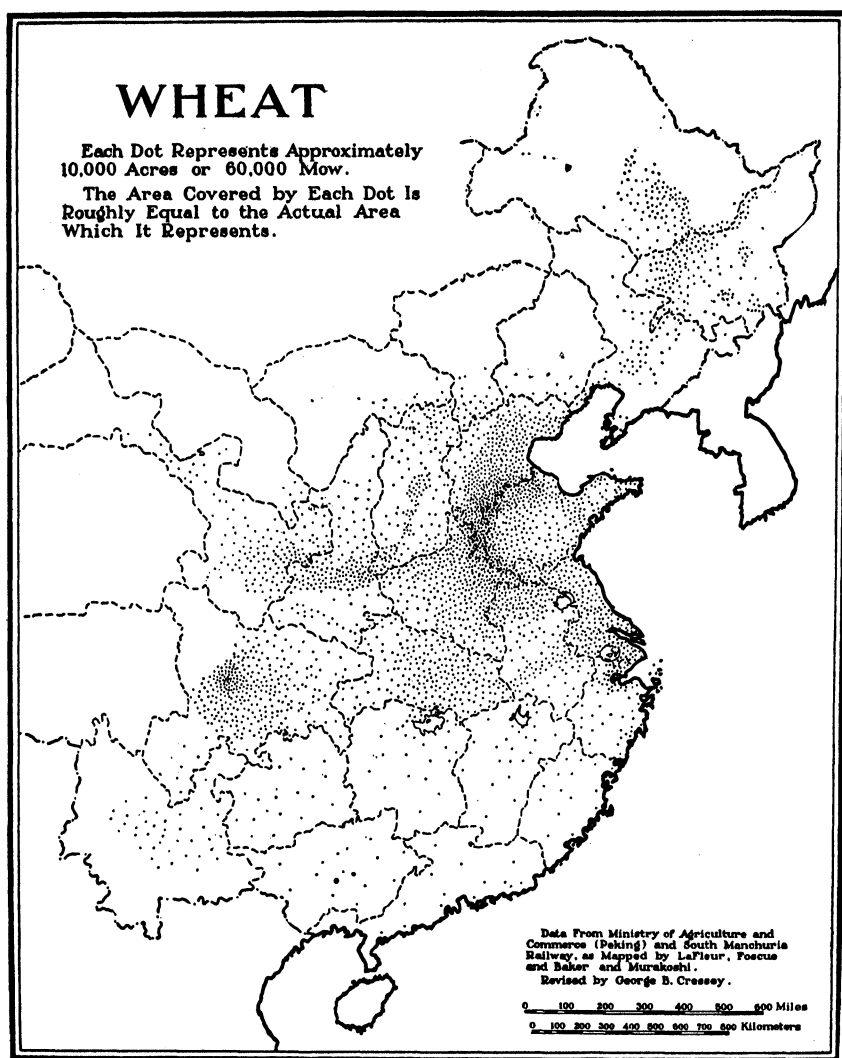 WHEAT
Each Dot Represents Approximately
10,000 Acres or 60,000 Mow.
The Area Covered by Each Dot Is
Roughly Equal to the Actual Area
Which It Represents.
Data From Ministry of Agriculture and
Commerce (Peking) and South Manchuria
Railway, as Mapped by LaFleur, Foscue
and Baker and Murakoshi.
Revised by George B. Cressey.
0 100 200 300 400 500 600 Miles
0 100 200 300 400 500 600 700 800 Kilometers